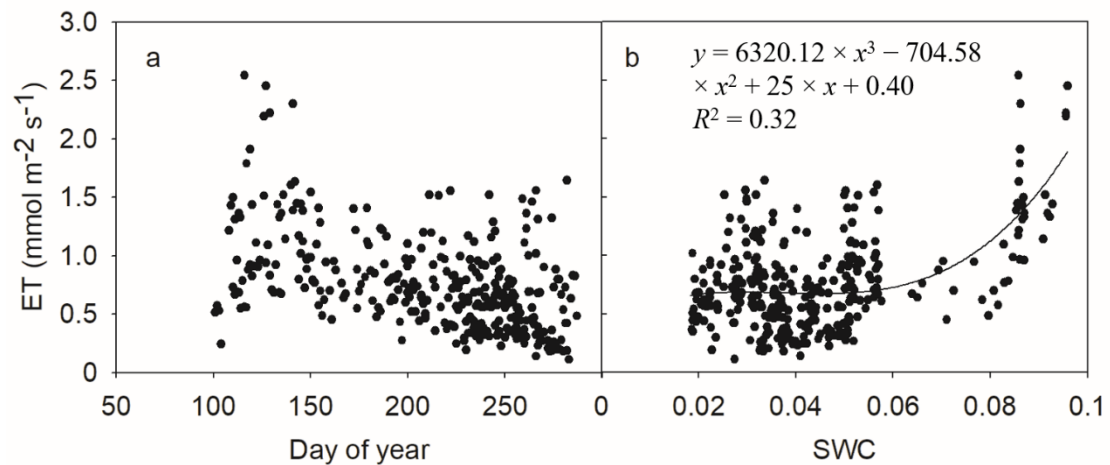 3.0
2.5
2.0
1.5
1.0
0.5
0
ET (mmol m⁻² s⁻¹)
a
50
100
150
200
250
Day of year
b
y = 6320.12 × x³ − 704.58
× x² + 25 × x + 0.40
R² = 0.32
0
0.02
0.04
0.06
0.08
0.1
SWC